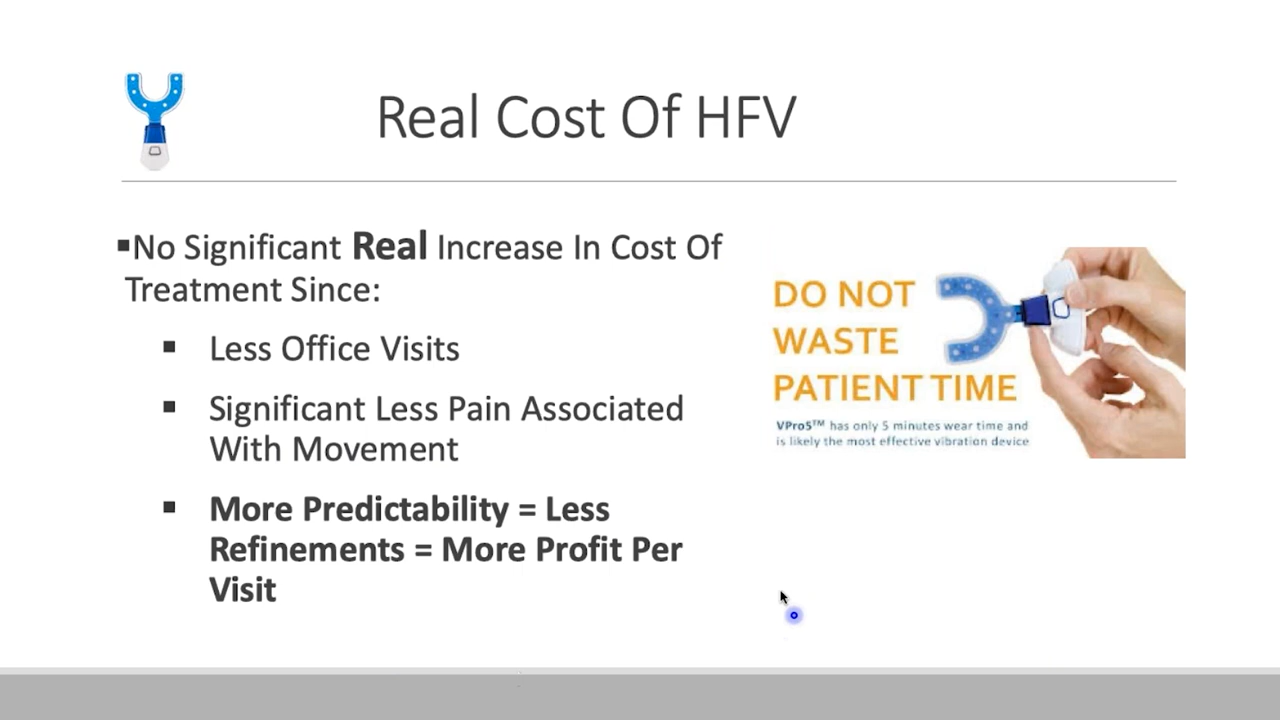 Real Cost Of HFV
▪No Significant Real Increase In Cost Of
Treatment Since:
▪ Less Office Visits
▪ Significant Less Pain Associated
With Movement
▪ More Predictability = Less
Refinements = More Profit Per
Visit
DO NOT
WASTE
PATIENT TIME
VPro5™ has only 5 minutes wear time and
is likely the most effective vibration device